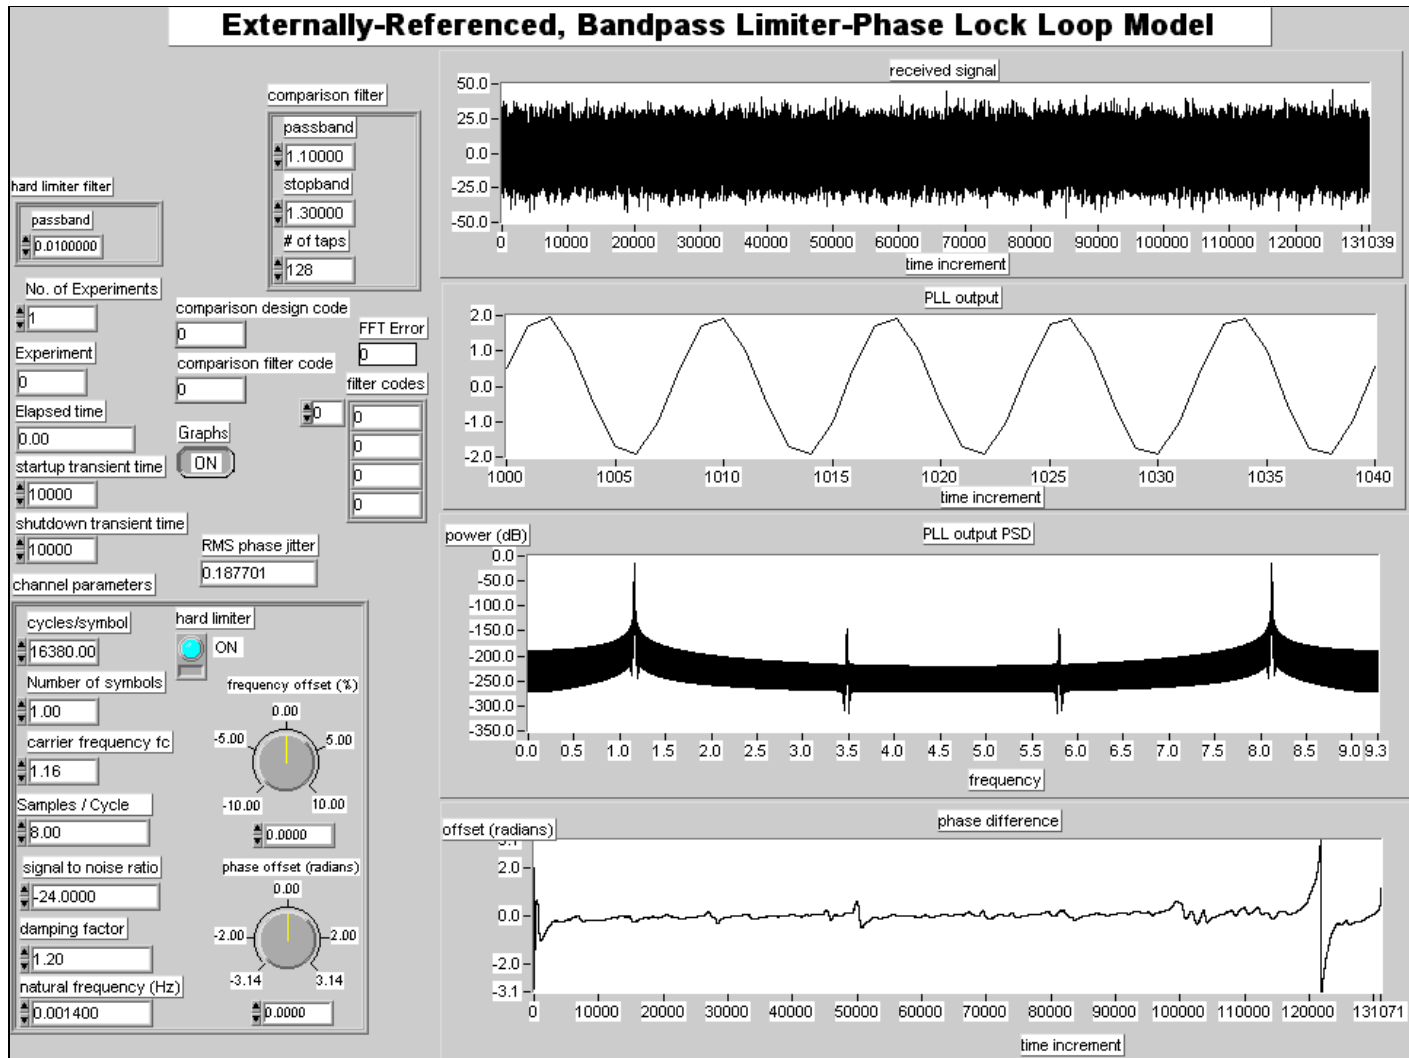 Externally-Referenced, Bandpass Limiter-Phase Lock Loop Model
comparison filter
passband
1.10000
stopband
1.30000
# of taps
128
hard limiter filter
passband
0.0100000
No. of Experiments
1
Experiment
0
Elapsed time
0.00
startup transient time
10000
shutdown transient time
10000
comparison design code
0
comparison filter code
0
FFT Error
0
filter codes
0
0
0
0
0
Graphs
ON
RMS phase jitter
0.187701
channel parameters
cycles/symbol
16380.00
Number of symbols
1.00
carrier frequency fc
1.16
Samples / Cycle
8.00
signal to noise ratio
-24.0000
damping factor
1.20
natural frequency (Hz)
0.001400
hard limiter
ON
frequency offset (%)
0.00
-5.00 5.00
-10.00 10.00
0.0000
phase offset (radians)
0.00
-2.00 2.00
-3.14 3.14
0.0000
received signal
50.0
25.0
0.0
-25.0
-50.0
0 10000 20000 30000 40000 50000 60000 70000 80000 90000 100000 110000 120000 131039
time increment
PLL output
2.0
1.0
0.0
-1.0
-2.0
1000 1005 1010 1015 1020 1025 1030 1035 1040
time increment
power (dB)
PLL output PSD
0.0
-50.0
-100.0
-150.0
-200.0
-250.0
-300.0
-350.0
0.0 0.5 1.0 1.5 2.0 2.5 3.0 3.5 4.0 4.5 5.0 5.5 6.0 6.5 7.0 7.5 8.0 8.5 9.0 9.3
frequency
offset (radians)
phase difference
3.1
2.0
0.0
-2.0
-3.1
0 10000 20000 30000 40000 50000 60000 70000 80000 90000 100000 110000 120000 131071
time increment